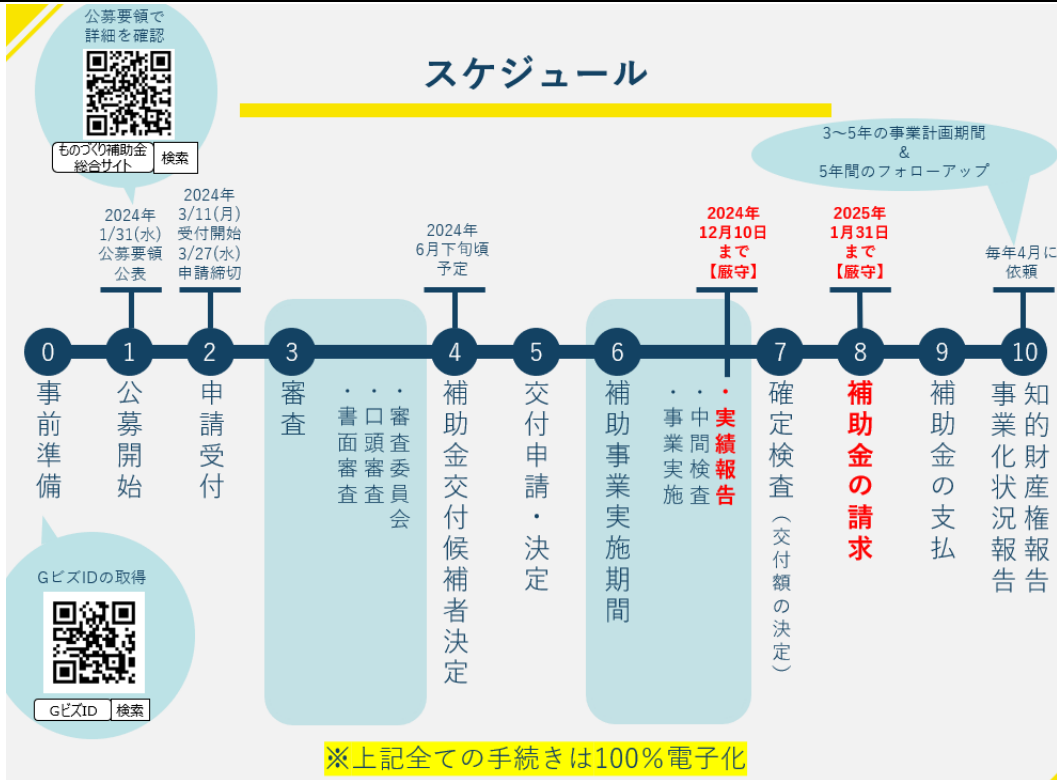 公募要領で
詳細を確認
ものづくり補助金
総合サイト
検索
スケジュール
3～5年の事業計画期間
&
5年間のフォローアップ
2024年
1/31(水)
公募要領
公表
2024年
3/11(月)
受付開始
3/27(水)
申請締切
2024年
6月下旬頃
予定
2024年
12月10日
まで
【厳守】
2025年
1月31日
まで
【厳守】
毎年4月に
依頼
0
事前準備
1
公募開始
2
申請受付
3
審査
・書面審査
・口頭審査
・審査委員会
4
補助金交付候補者決定
5
交付申請・決定
6
補助事業実施期間
・事業実施
・中間検査
・実績報告
7
確定検査（交付額の決定）
8
補助金の請求
9
補助金の支払
10
知的財産権報告
事業化状況報告
GビズIDの取得
GビズID
検索
※上記全ての手続きは100％電子化